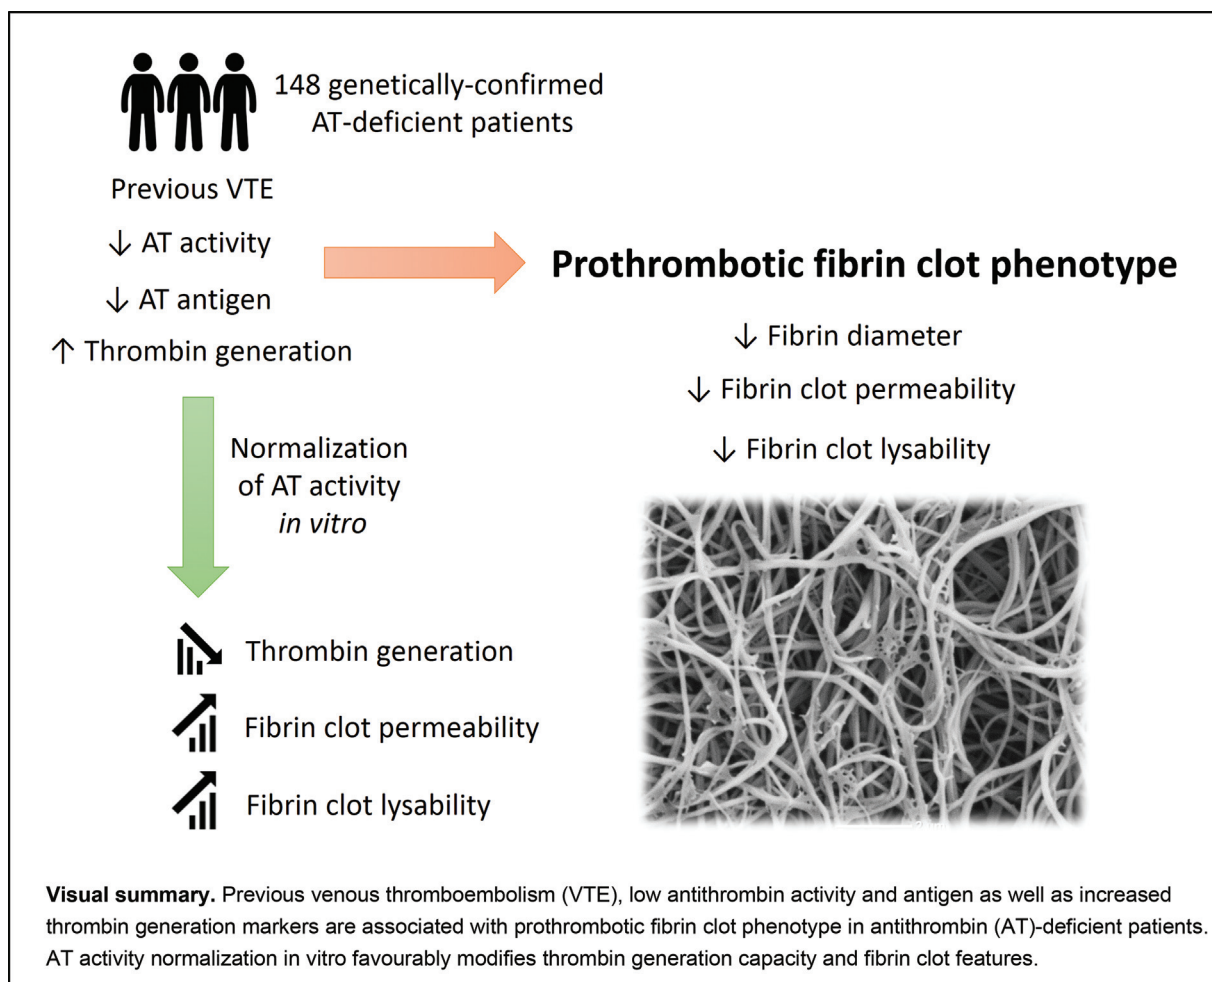 148 genetically-confirmed
AT-deficient patients
Previous VTE
↓ AT activity
↓ AT antigen
↑ Thrombin generation
Prothrombotic fibrin clot phenotype
↓ Fibrin diameter
↓ Fibrin clot permeability
↓ Fibrin clot lysability
Normalization
of AT activity
in vitro
Thrombin generation
Fibrin clot permeability
Fibrin clot lysability
Visual summary. Previous venous thromboembolism (VTE), low antithrombin activity and antigen as well as increased
thrombin generation markers are associated with prothrombotic fibrin clot phenotype in antithrombin (AT)-deficient patients.
AT activity normalization in vitro favourably modifies thrombin generation capacity and fibrin clot features.